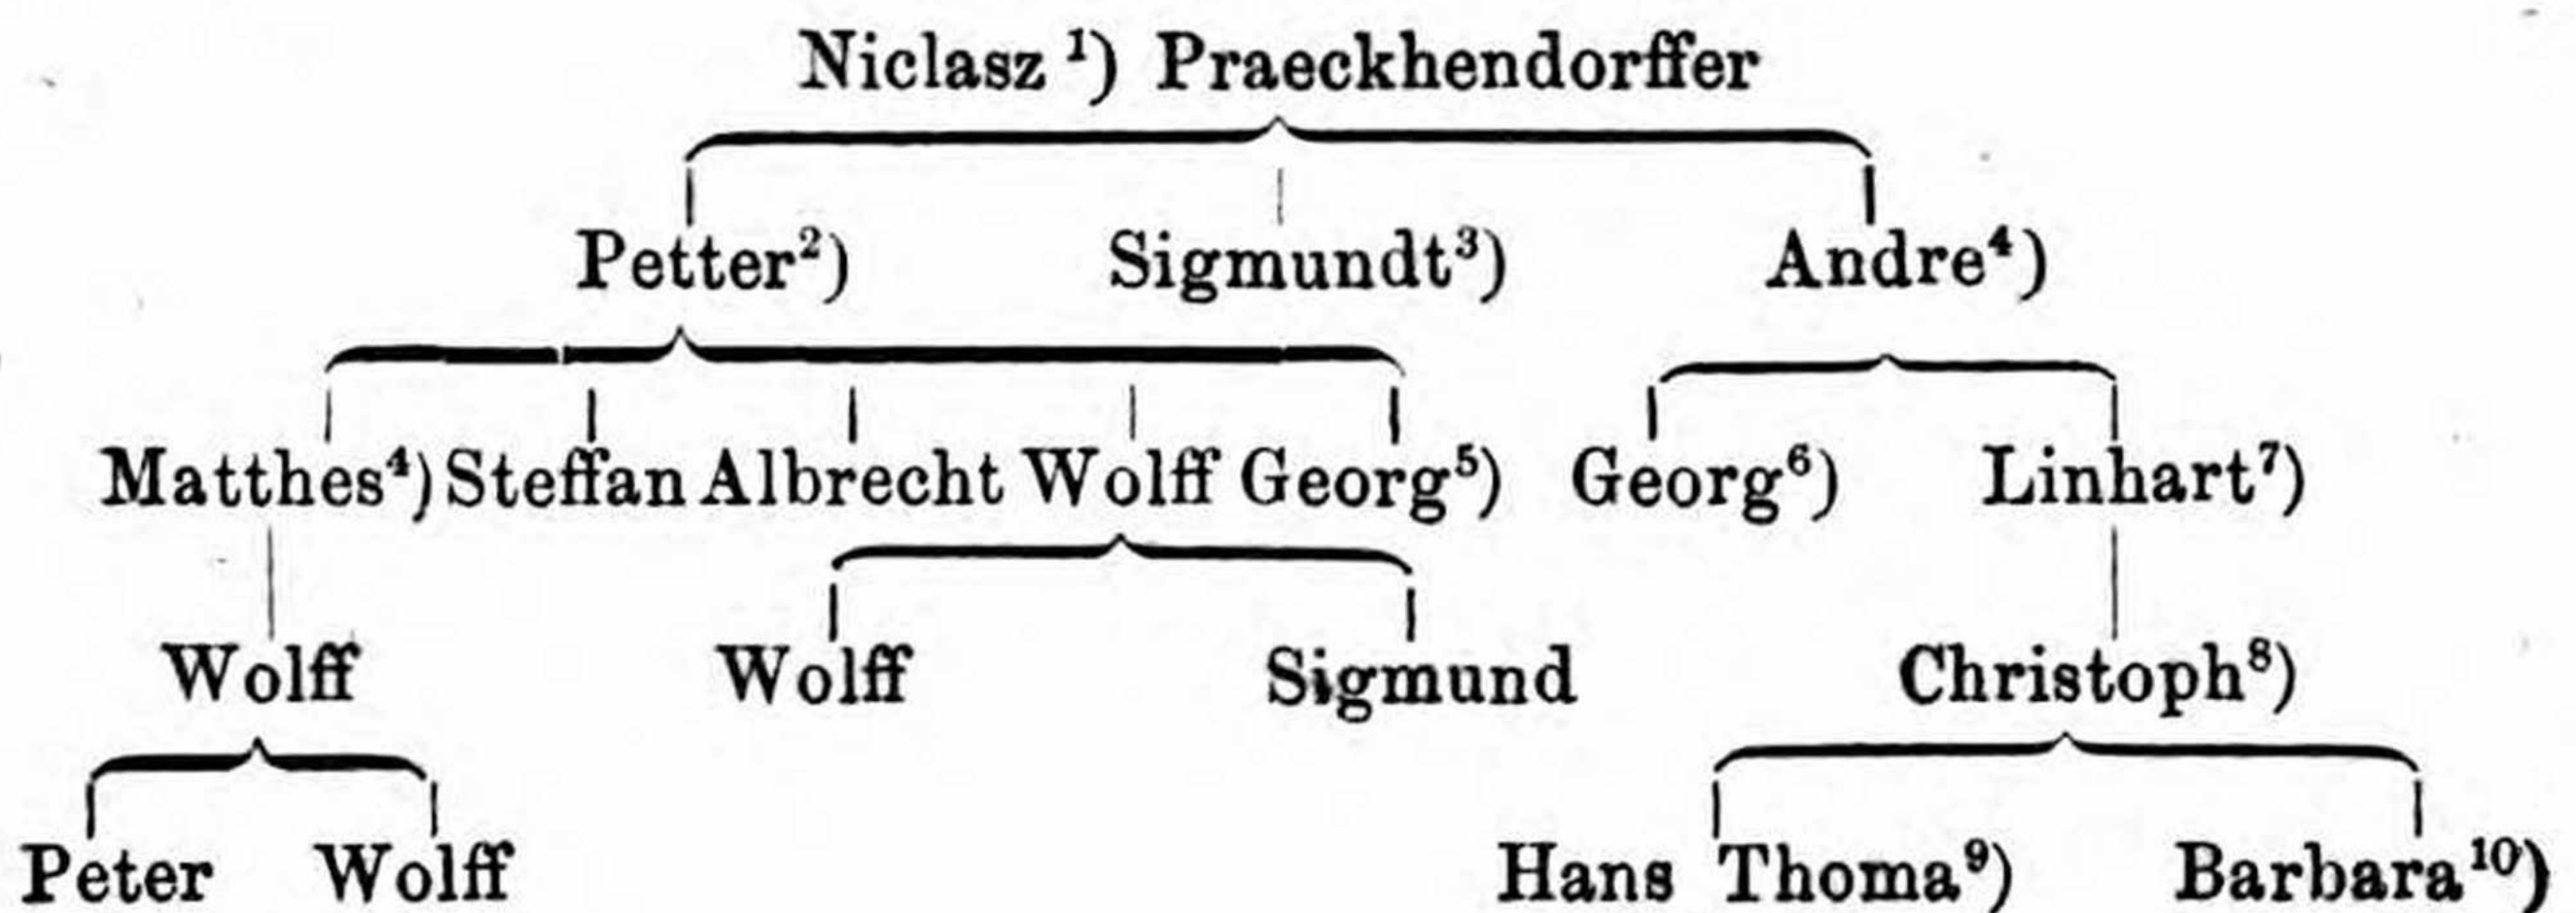 Niclasz ¹) Praeckhendorffer
Petter²) Sigmundt³) Andre⁴)
Matthes⁴) Steffan Albrecht Wolff Georg⁵) Georg⁶) Linhart⁷)
Wolff Wolff Sigmund Christoph⁸)
Peter Wolff Hans Thoma⁹) Barbara¹⁰)